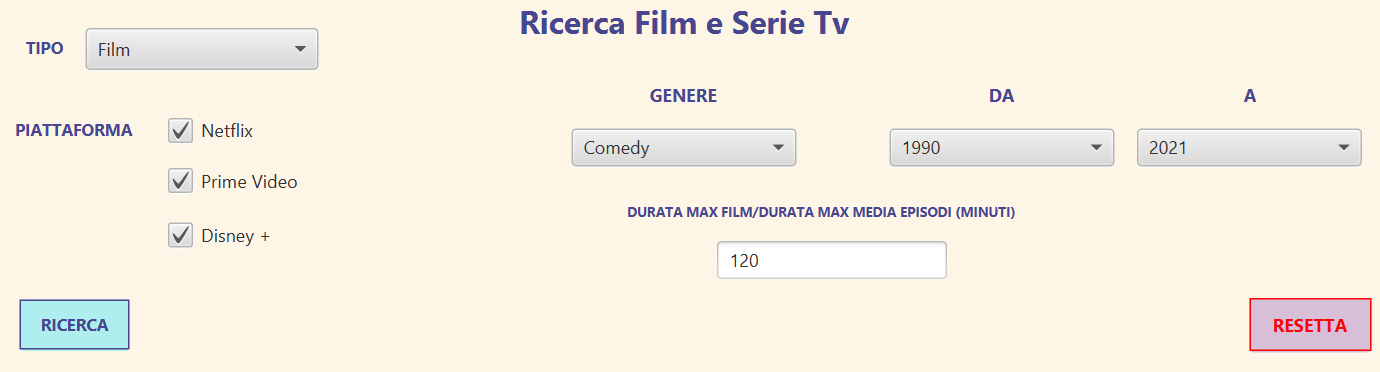 Ricerca Film e Serie Tv
TIPO
Film
GENERE
DA
A
PIATTAFORMA
Netflix
Comedy
1990
2021
Prime Video
DURATA MAX FILM/DURATA MAX MEDIA EPISODI (MINUTI)
Disney +
120
RICERCA
RESETTA